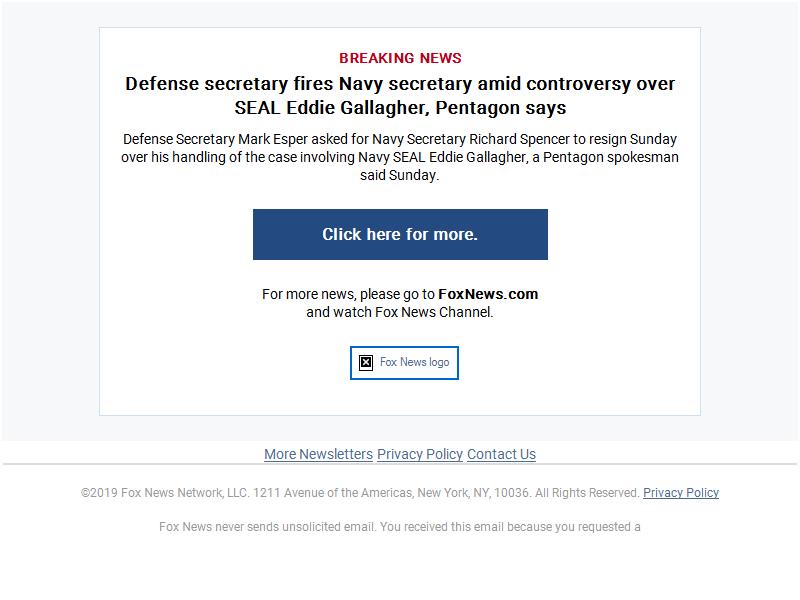 BREAKING NEWS
Defense secretary fires Navy secretary amid controversy over
SEAL Eddie Gallagher, Pentagon says
Defense Secretary Mark Esper asked for Navy Secretary Richard Spencer to resign Sunday
over his handling of the case involving Navy SEAL Eddie Gallagher, a Pentagon spokesman
said Sunday.
Click here for more.
For more news, please go to FoxNews.com
and watch Fox News Channel.
Fox News logo
More Newsletters Privacy Policy Contact Us
©2019 Fox News Network, LLC. 1211 Avenue of the Americas, New York, NY, 10036. All Rights Reserved. Privacy Policy
Fox News never sends unsolicited email. You received this email because you requested a